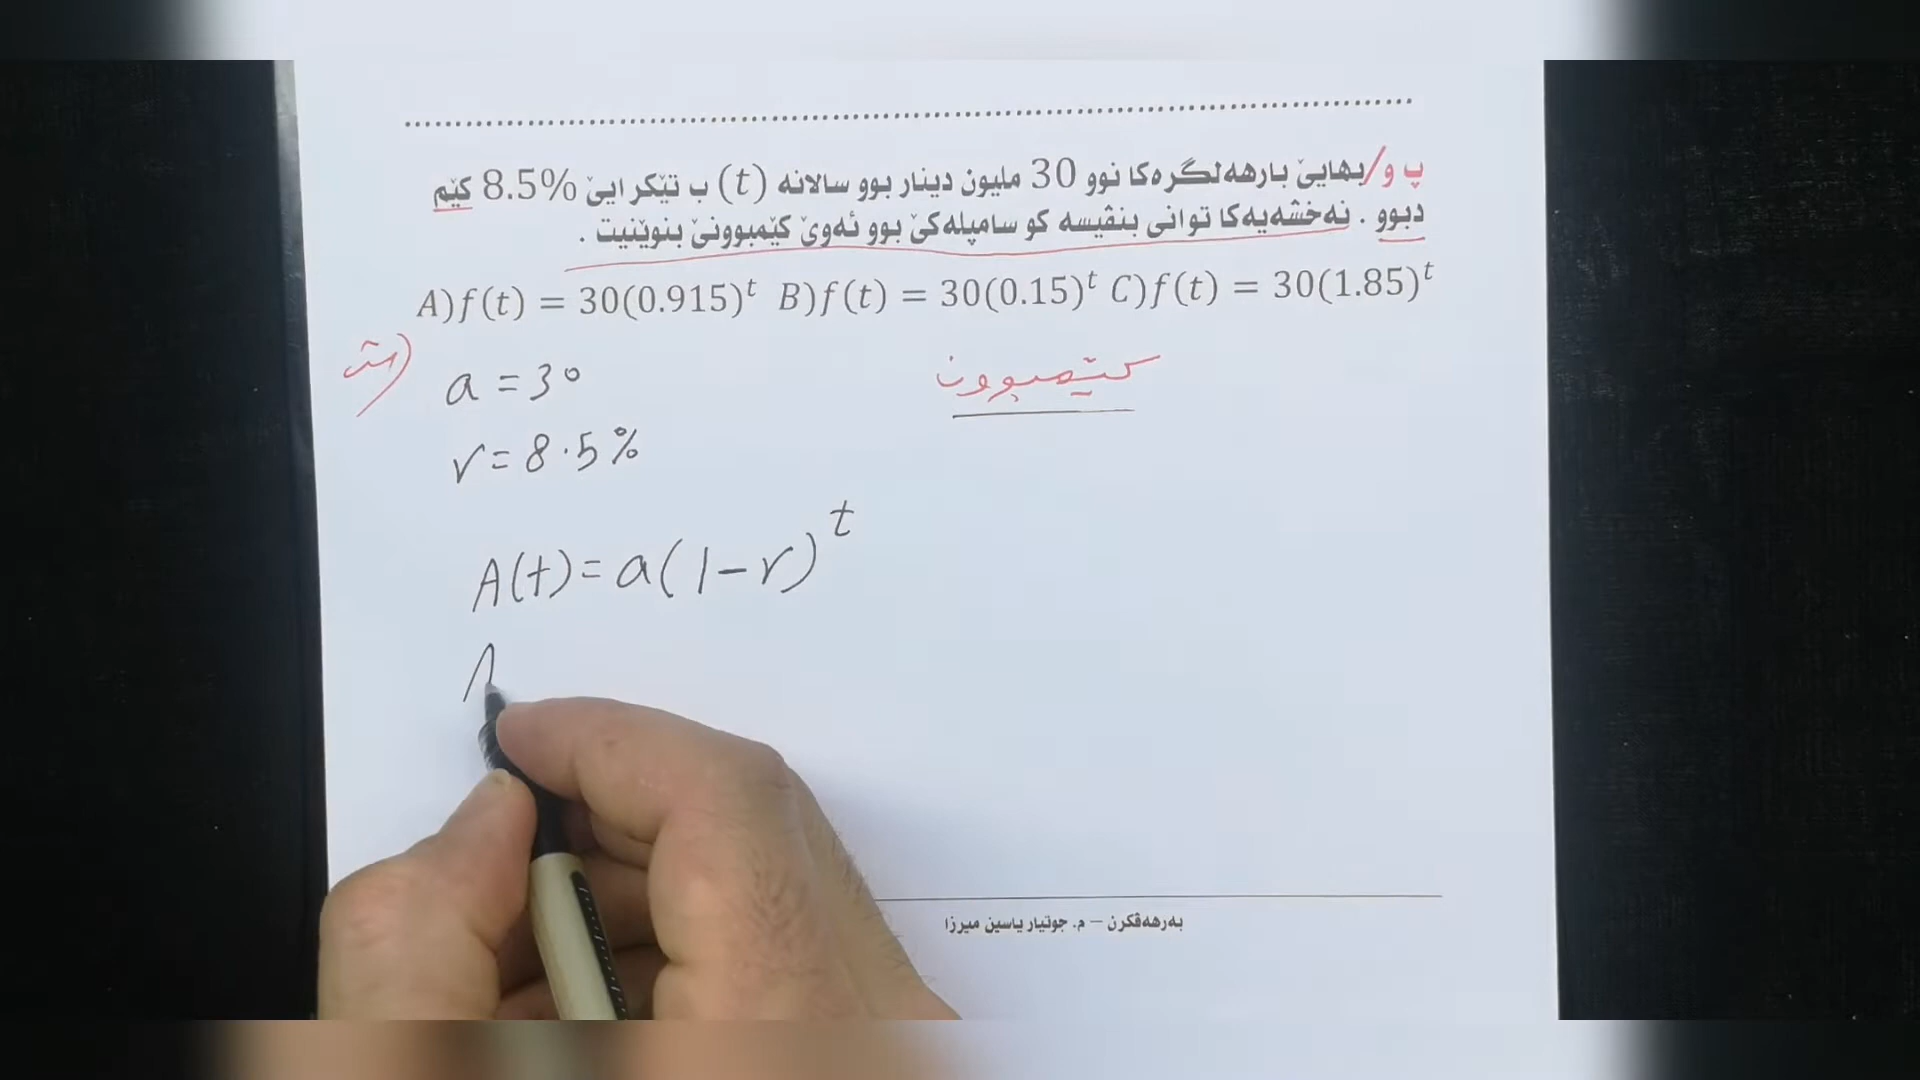 پ و/بهایێ بارهەلگرەکا نوو 30 ملیون دینار بوو سالانە (t) ب تێکرایێ 8.5% کێم
دبوو . نەخشەیەکا توانی بنڤیسە کو سامپلەکێ بوو ئەوێ کێمبوونێ بنوێنیت .
A)f(t) = 30(0.915)^t B)f(t) = 30(0.15)^t C)f(t) = 30(1.85)^t
کێمبوون
a = 30
r = 8.5%
A(t) = a(1-r)^t
A
بەرهەڤکرن – م. جوتیار یاسین میرزا